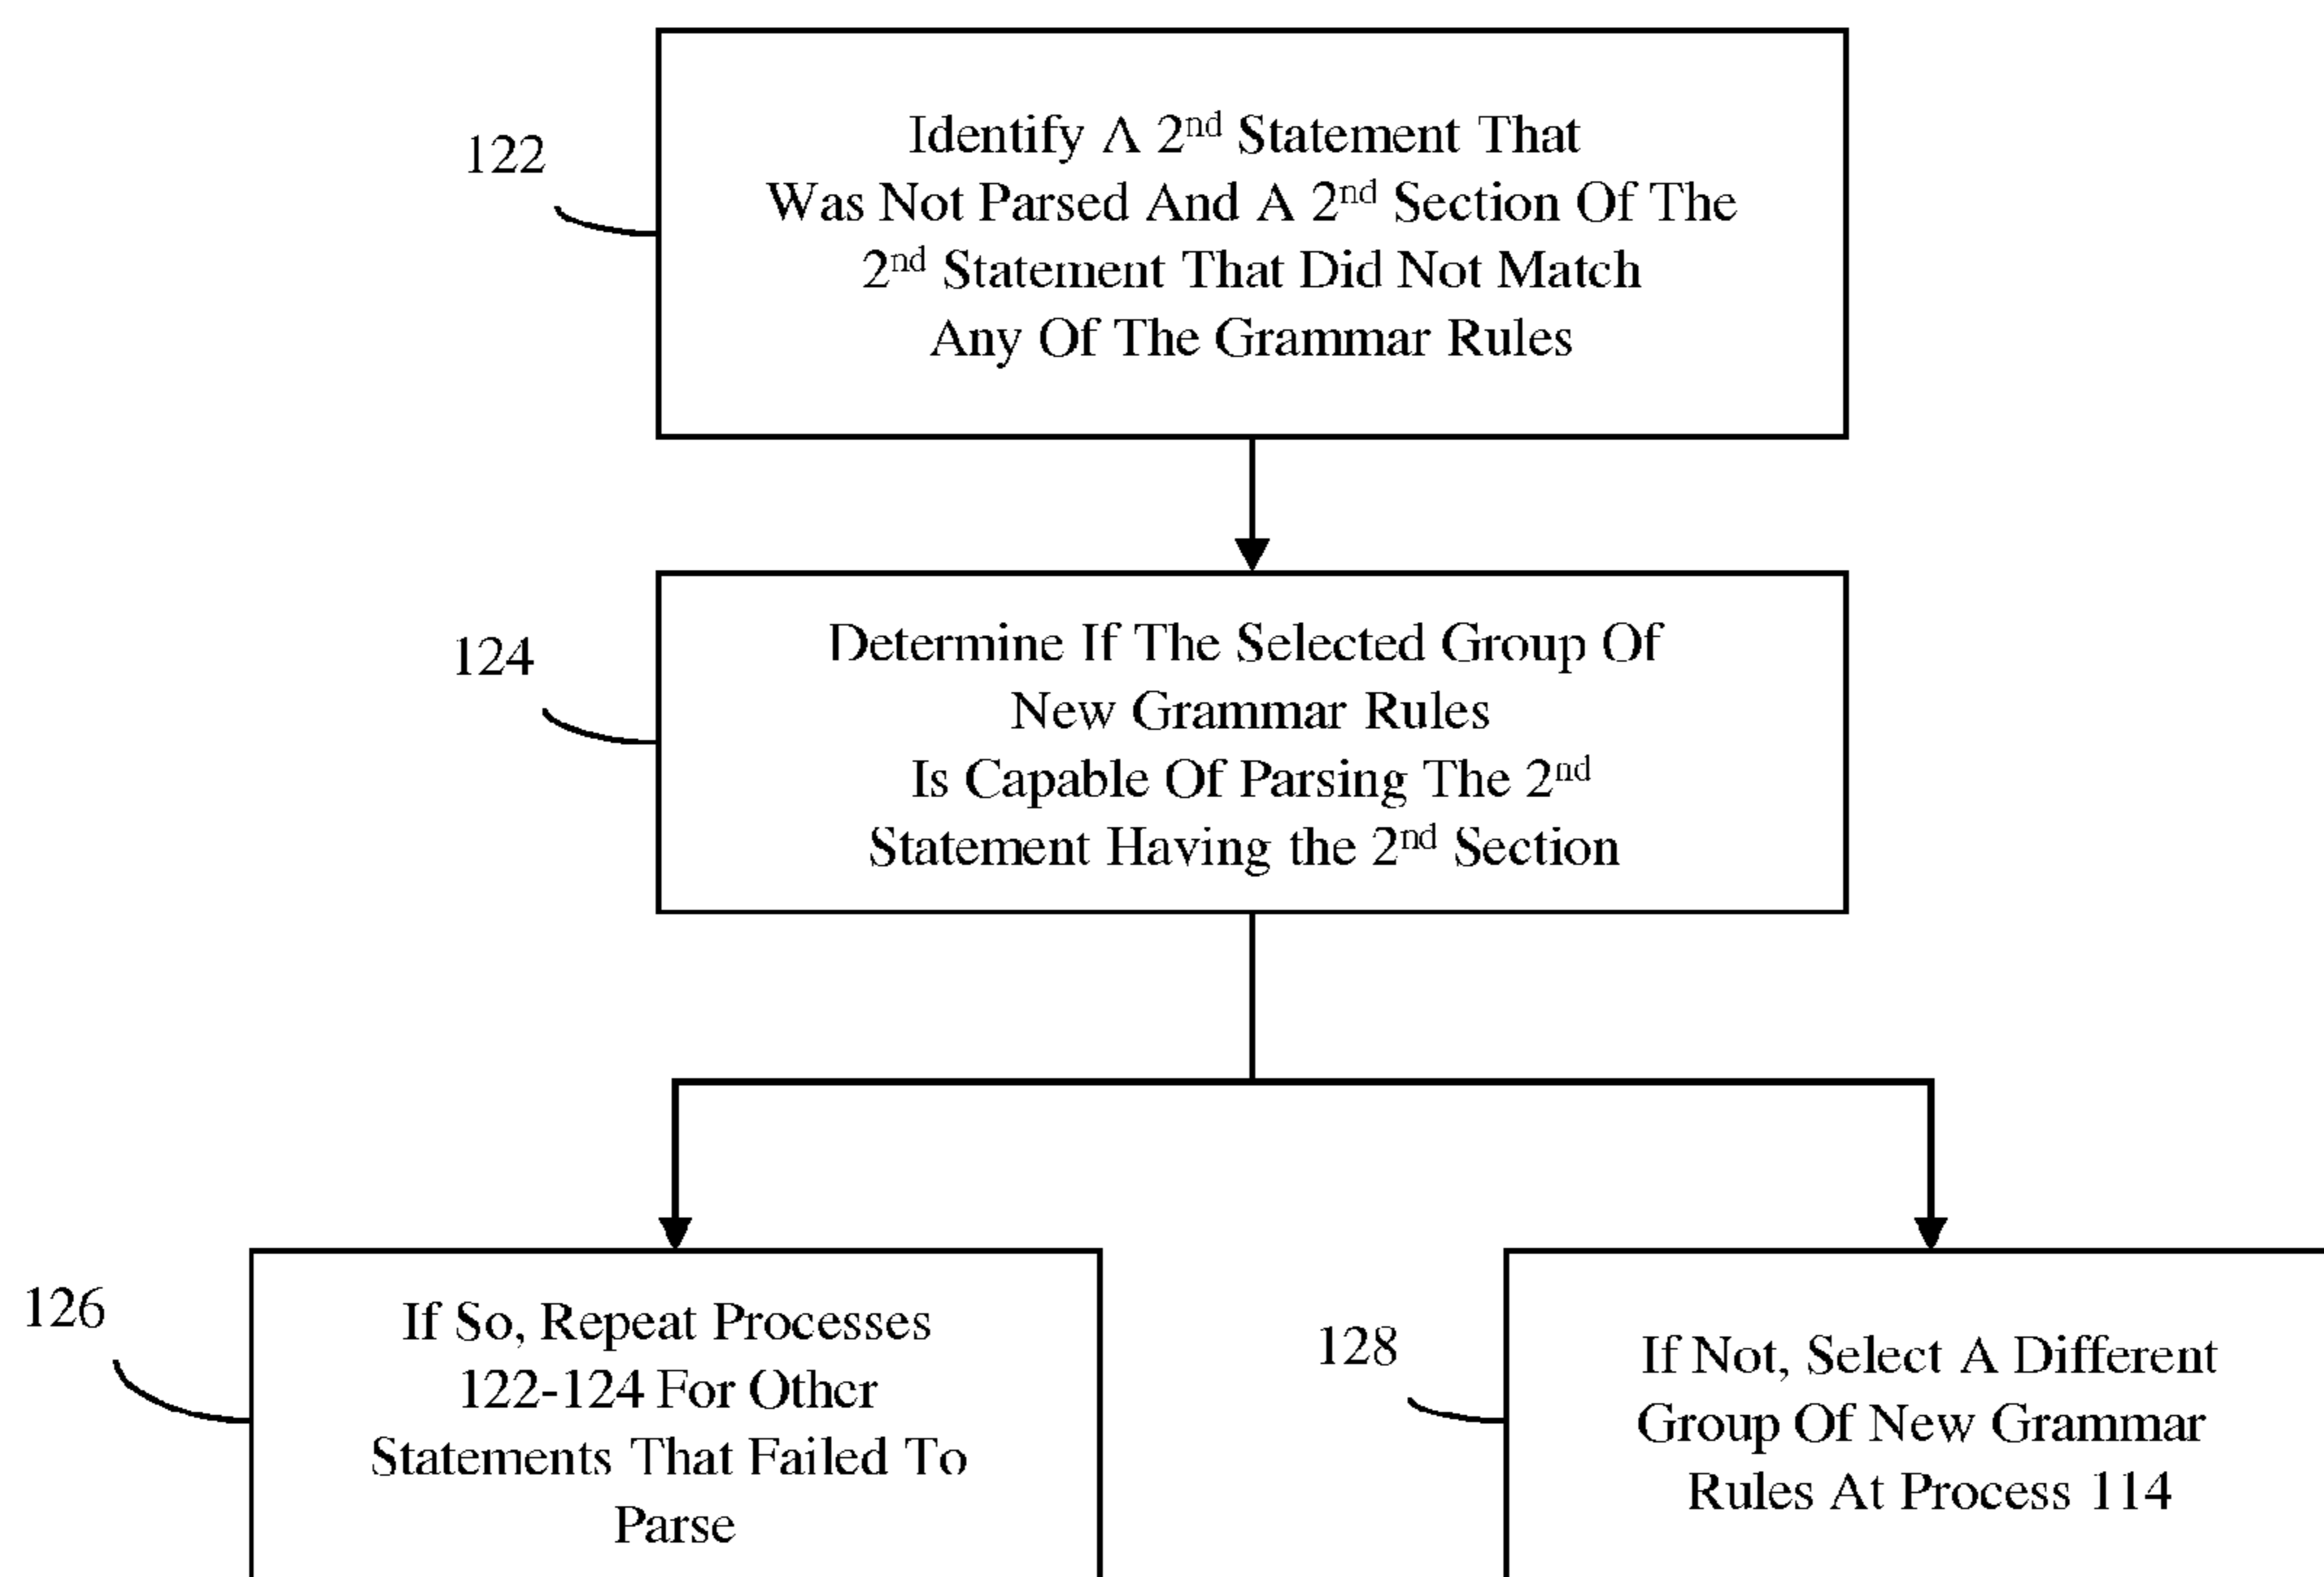 122
Identify A 2nd Statement That
Was Not Parsed And A 2nd Section Of The
2nd Statement That Did Not Match
Any Of The Grammar Rules
124
Determine If The Selected Group Of
New Grammar Rules
Is Capable Of Parsing The 2nd
Statement Having the 2nd Section
126
If So, Repeat Processes
122-124 For Other
Statements That Failed To
Parse
128
If Not, Select A Different
Group Of New Grammar
Rules At Process 114